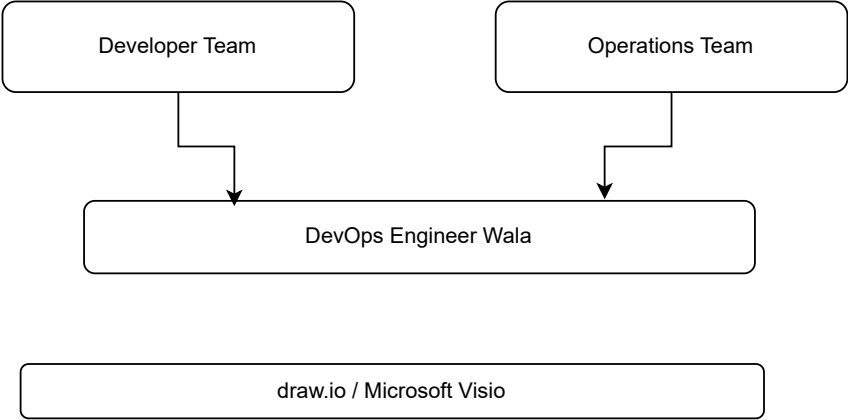 Developer Team
Operations Team
DevOps Engineer Wala
draw.io / Microsoft Visio